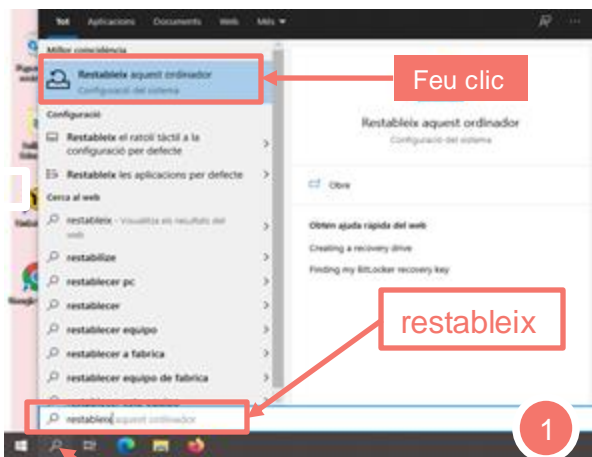 Tot Aplicacions Documents Web Més
Millor coincidència
Restableix aquest ordinador
Configuració del sistema
Feu clic
Configuració
Restableix el ratolí tàctil a la
configuració per defecte
Restableix les aplicacions per defecte
Cerca al web
restableix - Visualitza els resultats del
web
restabilize
restablecer pc
restablecer
restablecer equipo
restablecer a fabrica
restablecer equipo de fabrica
restableix aquest ordinador
Restableix aquest ordinador
Configuració del sistema
Obre
Obtén ajuda ràpida del web
Creating a recovery drive
Finding my BitLocker recovery key
restableix
1